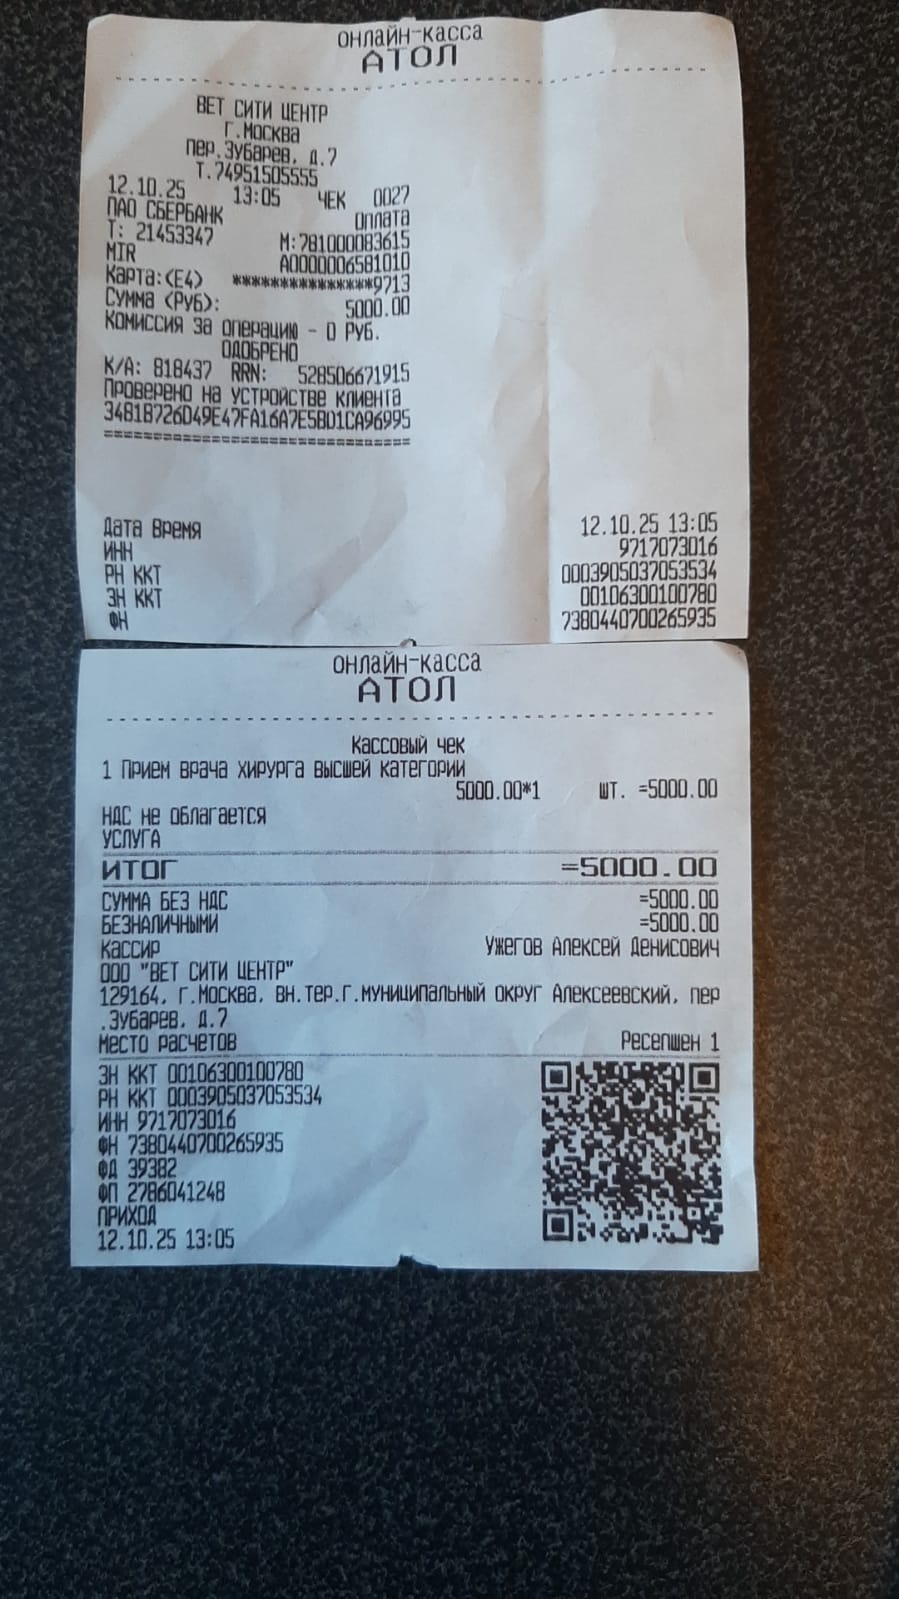 ОНЛАЙН-КАССА
АТОЛ
ВЕТ СИТИ ЦЕНТР
Г.МОСКВА
ПЕР.ЗУБАРЕВ, Д.7
Т.74951505555
12.10.25 13:05 ЧЕК 0027
ПАО СБЕРБАНК Оплата
Т: 21453347 М:781000083615
MIR A0000006581010
Карта:(Е4) **************9713
Сумма (Руб): 5000.00
Комиссия за операцию - 0 Руб.
ОДОБРЕНО
К/А: 818437 RRN: 528506671915
Проверено на устройстве клиента
34818726D49E47FA16A7E5BD1CA96995
================================
Дата Время 12.10.25 13:05
ИНН 9717073016
РН ККТ 0003905037053534
ЗН ККТ 00106300100780
ФН 7380440700265935
ОНЛАЙН-КАССА
АТОЛ
Кассовый чек
1 Прием врача хирурга высшей категории
5000.00*1 шт. =5000.00
НДС не облагается
УСЛУГА
ИТОГ =5000.00
СУММА БЕЗ НДС =5000.00
БЕЗНАЛИЧНЫМИ =5000.00
Кассир Ужегов Алексей Денисович
ООО "ВЕТ СИТИ ЦЕНТР"
129164, г.Москва, вн.тер.г.муниципальный округ Алексеевский, пер
.Зубарев, д.7
Место расчетов Ресепшен 1
ЗН ККТ 00106300100780
РН ККТ 0003905037053534
ИНН 9717073016
ФН 7380440700265935
ФД 39382
ФП 2786041248
ПРИХОД
12.10.25 13:05